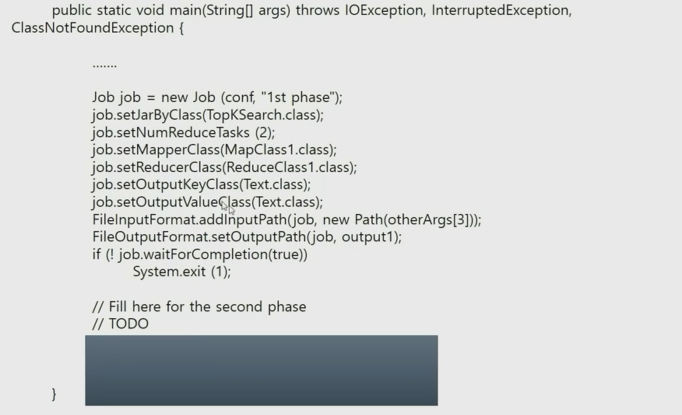 public static void main(String[] args) throws IOException, InterruptedException,
ClassNotFoundException {
.......
Job job = new Job (conf, "1st phase");
job.setJarByClass(TopKSearch.class);
job.setNumReduceTasks (2);
job.setMapperClass(MapClass1.class);
job.setReducerClass(ReduceClass1.class);
job.setOutputKeyClass(Text.class);
job.setOutputValueClass(Text.class);
FileInputFormat.addInputPath(job, new Path(otherArgs[3]));
FileOutputFormat.setOutputPath(job, output1);
if (! job.waitForCompletion(true))
System.exit (1);
// Fill here for the second phase
// TODO
}